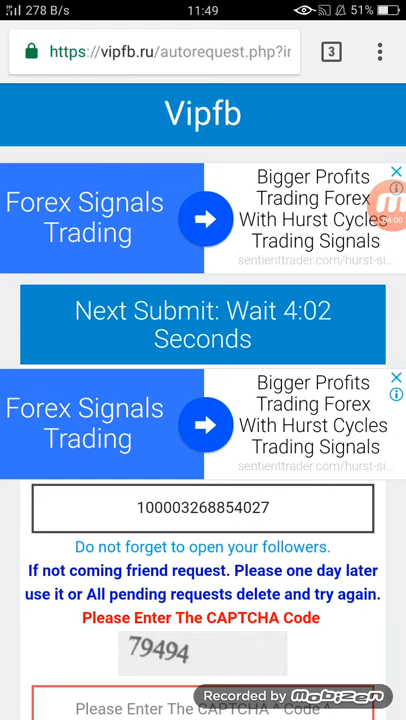 278 B/s 11:49 51%
https://vipfb.ru/autorequest.php?i
3
Vipfb
Forex Signals
Trading
Bigger Profits
Trading Forex
With Hurst Cycles
Trading Signals
sentienttrader.com/hurst-si...
04:00
Next Submit: Wait 4:02
Seconds
Forex Signals
Trading
Bigger Profits
Trading Forex
With Hurst Cycles
Trading Signals
sentienttrader.com/hurst-si...
100003268854027
Do not forget to open your followers.
If not coming friend request. Please one day later
use it or All pending requests delete and try again.
Please Enter The CAPTCHA Code
79494
Please Enter The CAPTCHA ^ Code ^
Recorded by mobizen